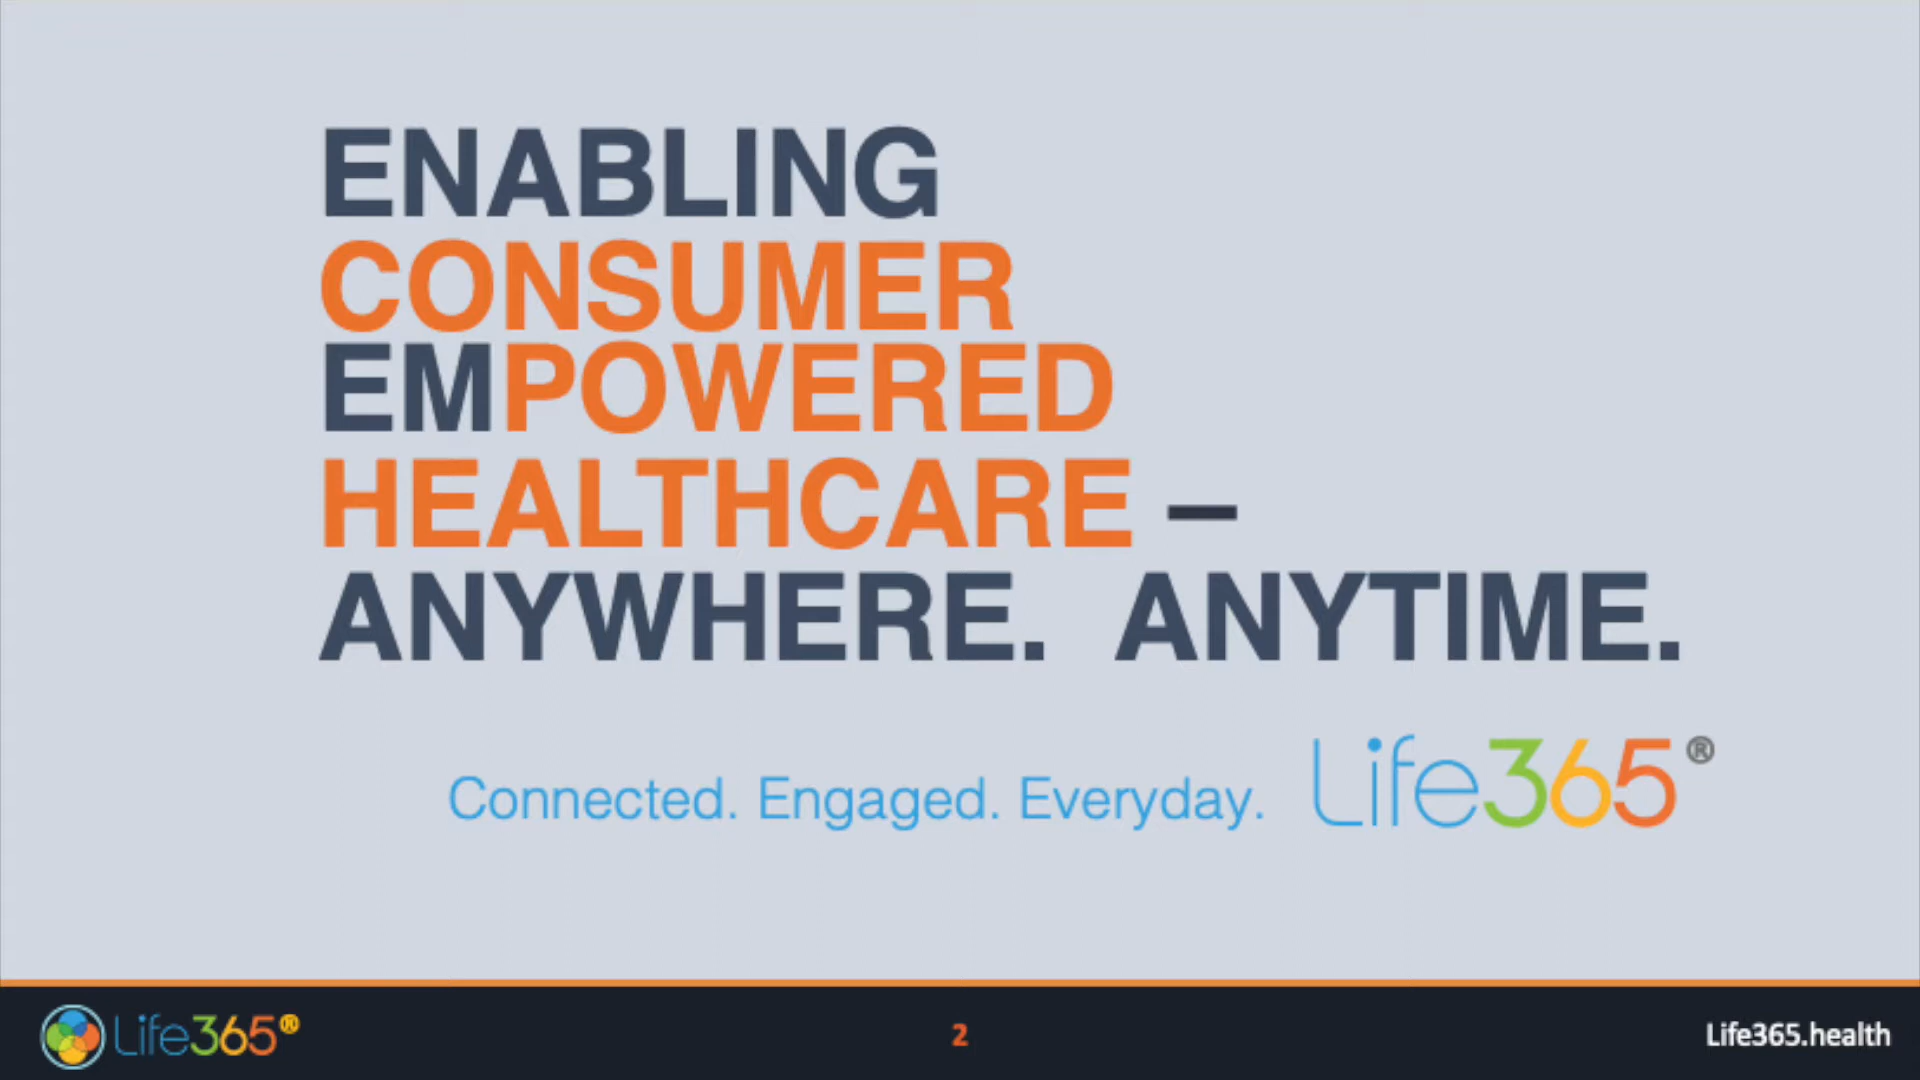 ENABLING
CONSUMER
EMPOWERED
HEALTHCARE –
ANYWHERE. ANYTIME.
Connected. Engaged. Everyday. Life365®
Life365® 2 Life365.health